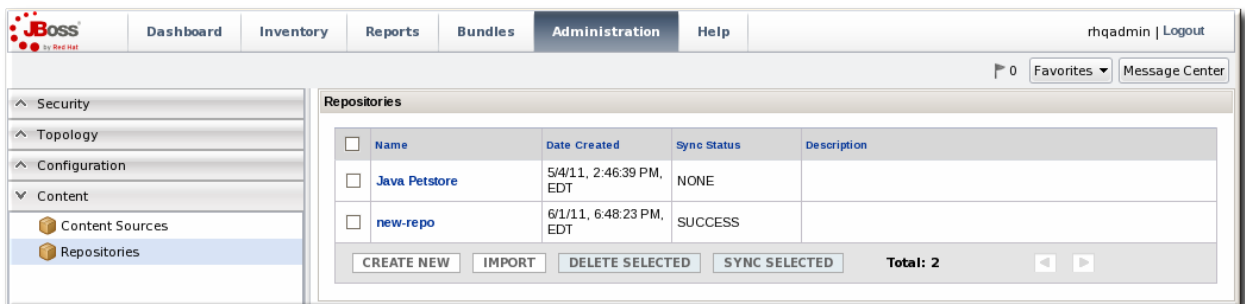 JBoss
by Red Hat
Dashboard Inventory Reports Bundles Administration Help
rhqadmin | Logout
0 Favorites Message Center
Security
Topology
Configuration
Content
Content Sources
Repositories
Repositories
Name Date Created Sync Status Description
Java Petstore 5/4/11, 2:46:39 PM, EDT NONE
new-repo 6/1/11, 6:48:23 PM, EDT SUCCESS
CREATE NEW IMPORT DELETE SELECTED SYNC SELECTED Total: 2